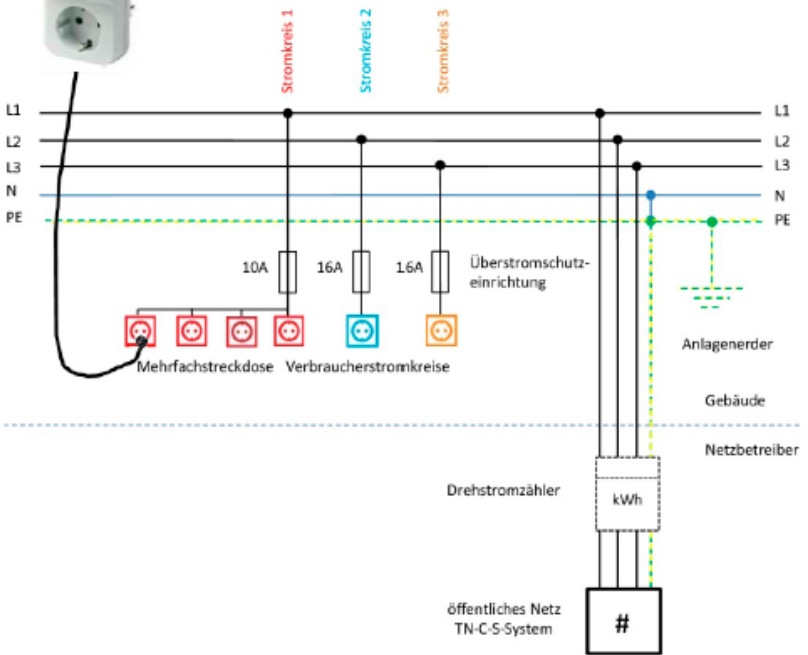 Stromkreis 1
Stromkreis 2
Stromkreis 3
L1
L1
L2
L2
L3
L3
N
N
PE
PE
10A
16A
16A
Überstromschutz-
einrichtung
Anlagenerder
Mehrfachstreckdose
Verbraucherstromkreise
Gebäude
Netzbetreiber
Drehstromzähler
kWh
öffentliches Netz
TN-C-S-System
#